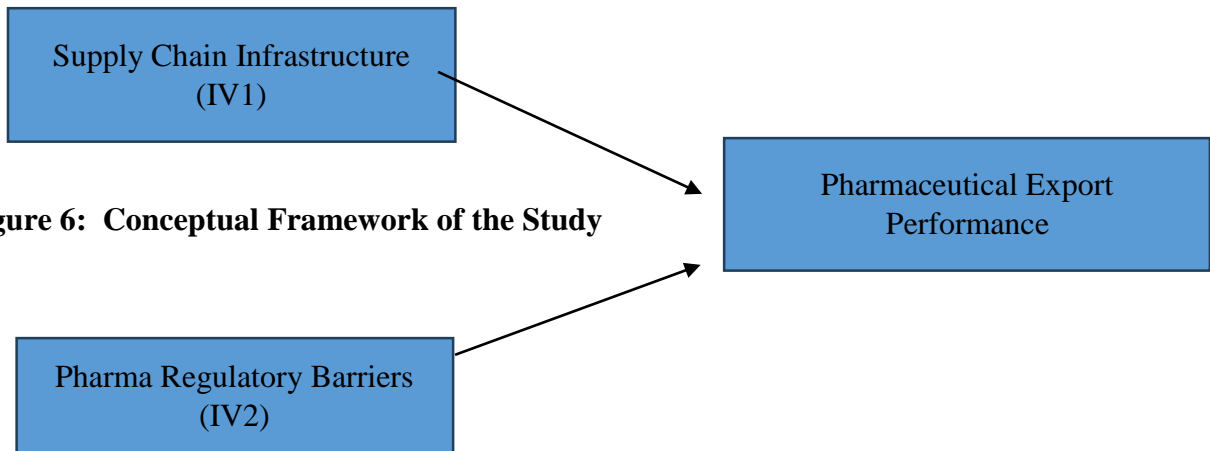 Supply Chain Infrastructure
(IV1)
Pharmaceutical Export
Performance
gure 6:  Conceptual Framework of the Study
Pharma Regulatory Barriers
(IV2)